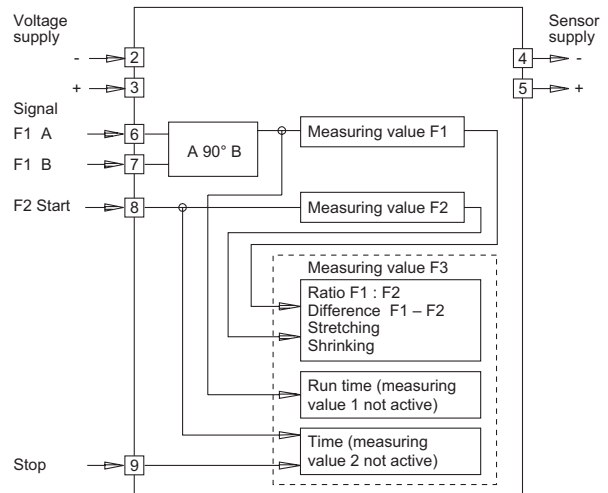 Voltage
supply
Sensor
supply
- 2
4 -
+ 3
5 +
Signal
F1 A 6
F1 B 7
A 90° B
Measuring value F1
F2 Start 8
Measuring value F2
Measuring value F3
Ratio F1 : F2
Difference F1 – F2
Stretching
Shrinking
Run time (measuring
value 1 not active)
Time (measuring
value 2 not active)
Stop 9